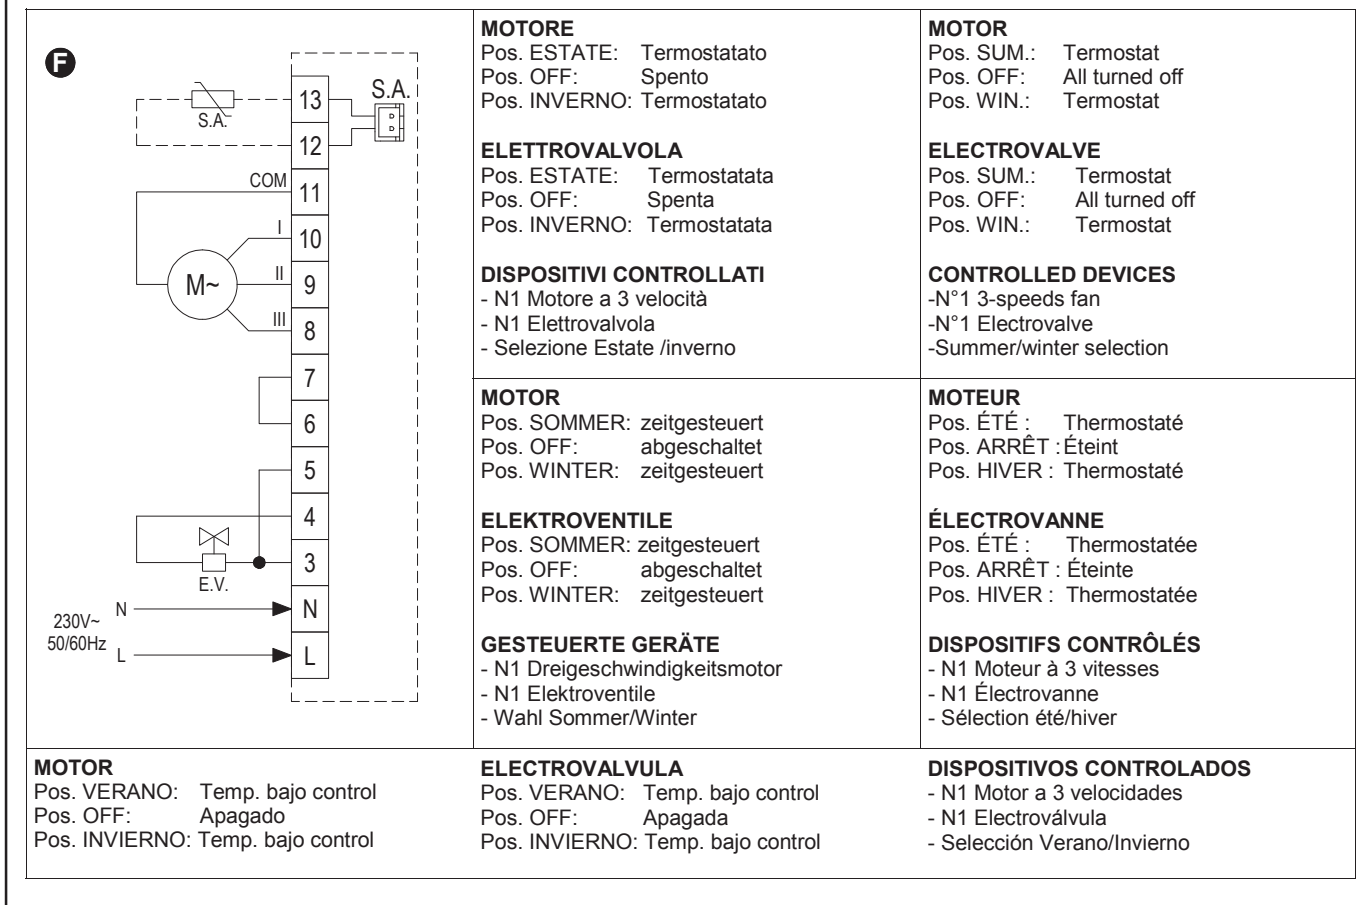 F
S.A.
13
S.A.
12
COM
11
I
10
M~
II
9
III
8
7
6
5
4
3
E.V.
N
N
230V~
50/60Hz
L
L
MOTORE
Pos. ESTATE: Termostatato
Pos. OFF: Spento
Pos. INVERNO: Termostatato
ELETTROVALVOLA
Pos. ESTATE: Termostatata
Pos. OFF: Spenta
Pos. INVERNO: Termostatata
DISPOSITIVI CONTROLLATI
- N1 Motore a 3 velocità
- N1 Elettrovalvola
- Selezione Estate /inverno
MOTOR
Pos. SUM.: Termostat
Pos. OFF: All turned off
Pos. WIN.: Termostat
ELECTROVALVE
Pos. SUM.: Termostat
Pos. OFF: All turned off
Pos. WIN.: Termostat
CONTROLLED DEVICES
-N°1 3-speeds fan
-N°1 Electrovalve
-Summer/winter selection
MOTOR
Pos. SOMMER: zeitgesteuert
Pos. OFF: abgeschaltet
Pos. WINTER: zeitgesteuert
ELEKTROVENTILE
Pos. SOMMER: zeitgesteuert
Pos. OFF: abgeschaltet
Pos. WINTER: zeitgesteuert
GESTEUERTE GERÄTE
- N1 Dreigeschwindigkeitsmotor
- N1 Elektroventile
- Wahl Sommer/Winter
MOTEUR
Pos. ÉTÉ : Thermostaté
Pos. ARRÊT : Éteint
Pos. HIVER : Thermostaté
ÉLECTROVANNE
Pos. ÉTÉ : Thermostatée
Pos. ARRÊT : Éteinte
Pos. HIVER : Thermostatée
DISPOSITIFS CONTRÔLÉS
- N1 Moteur à 3 vitesses
- N1 Électrovanne
- Sélection été/hiver
MOTOR
Pos. VERANO: Temp. bajo control
Pos. OFF: Apagado
Pos. INVIERNO: Temp. bajo control
ELECTROVALVULA
Pos. VERANO: Temp. bajo control
Pos. OFF: Apagada
Pos. INVIERNO: Temp. bajo control
DISPOSITIVOS CONTROLADOS
- N1 Motor a 3 velocidades
- N1 Electroválvula
- Selección Verano/Invierno